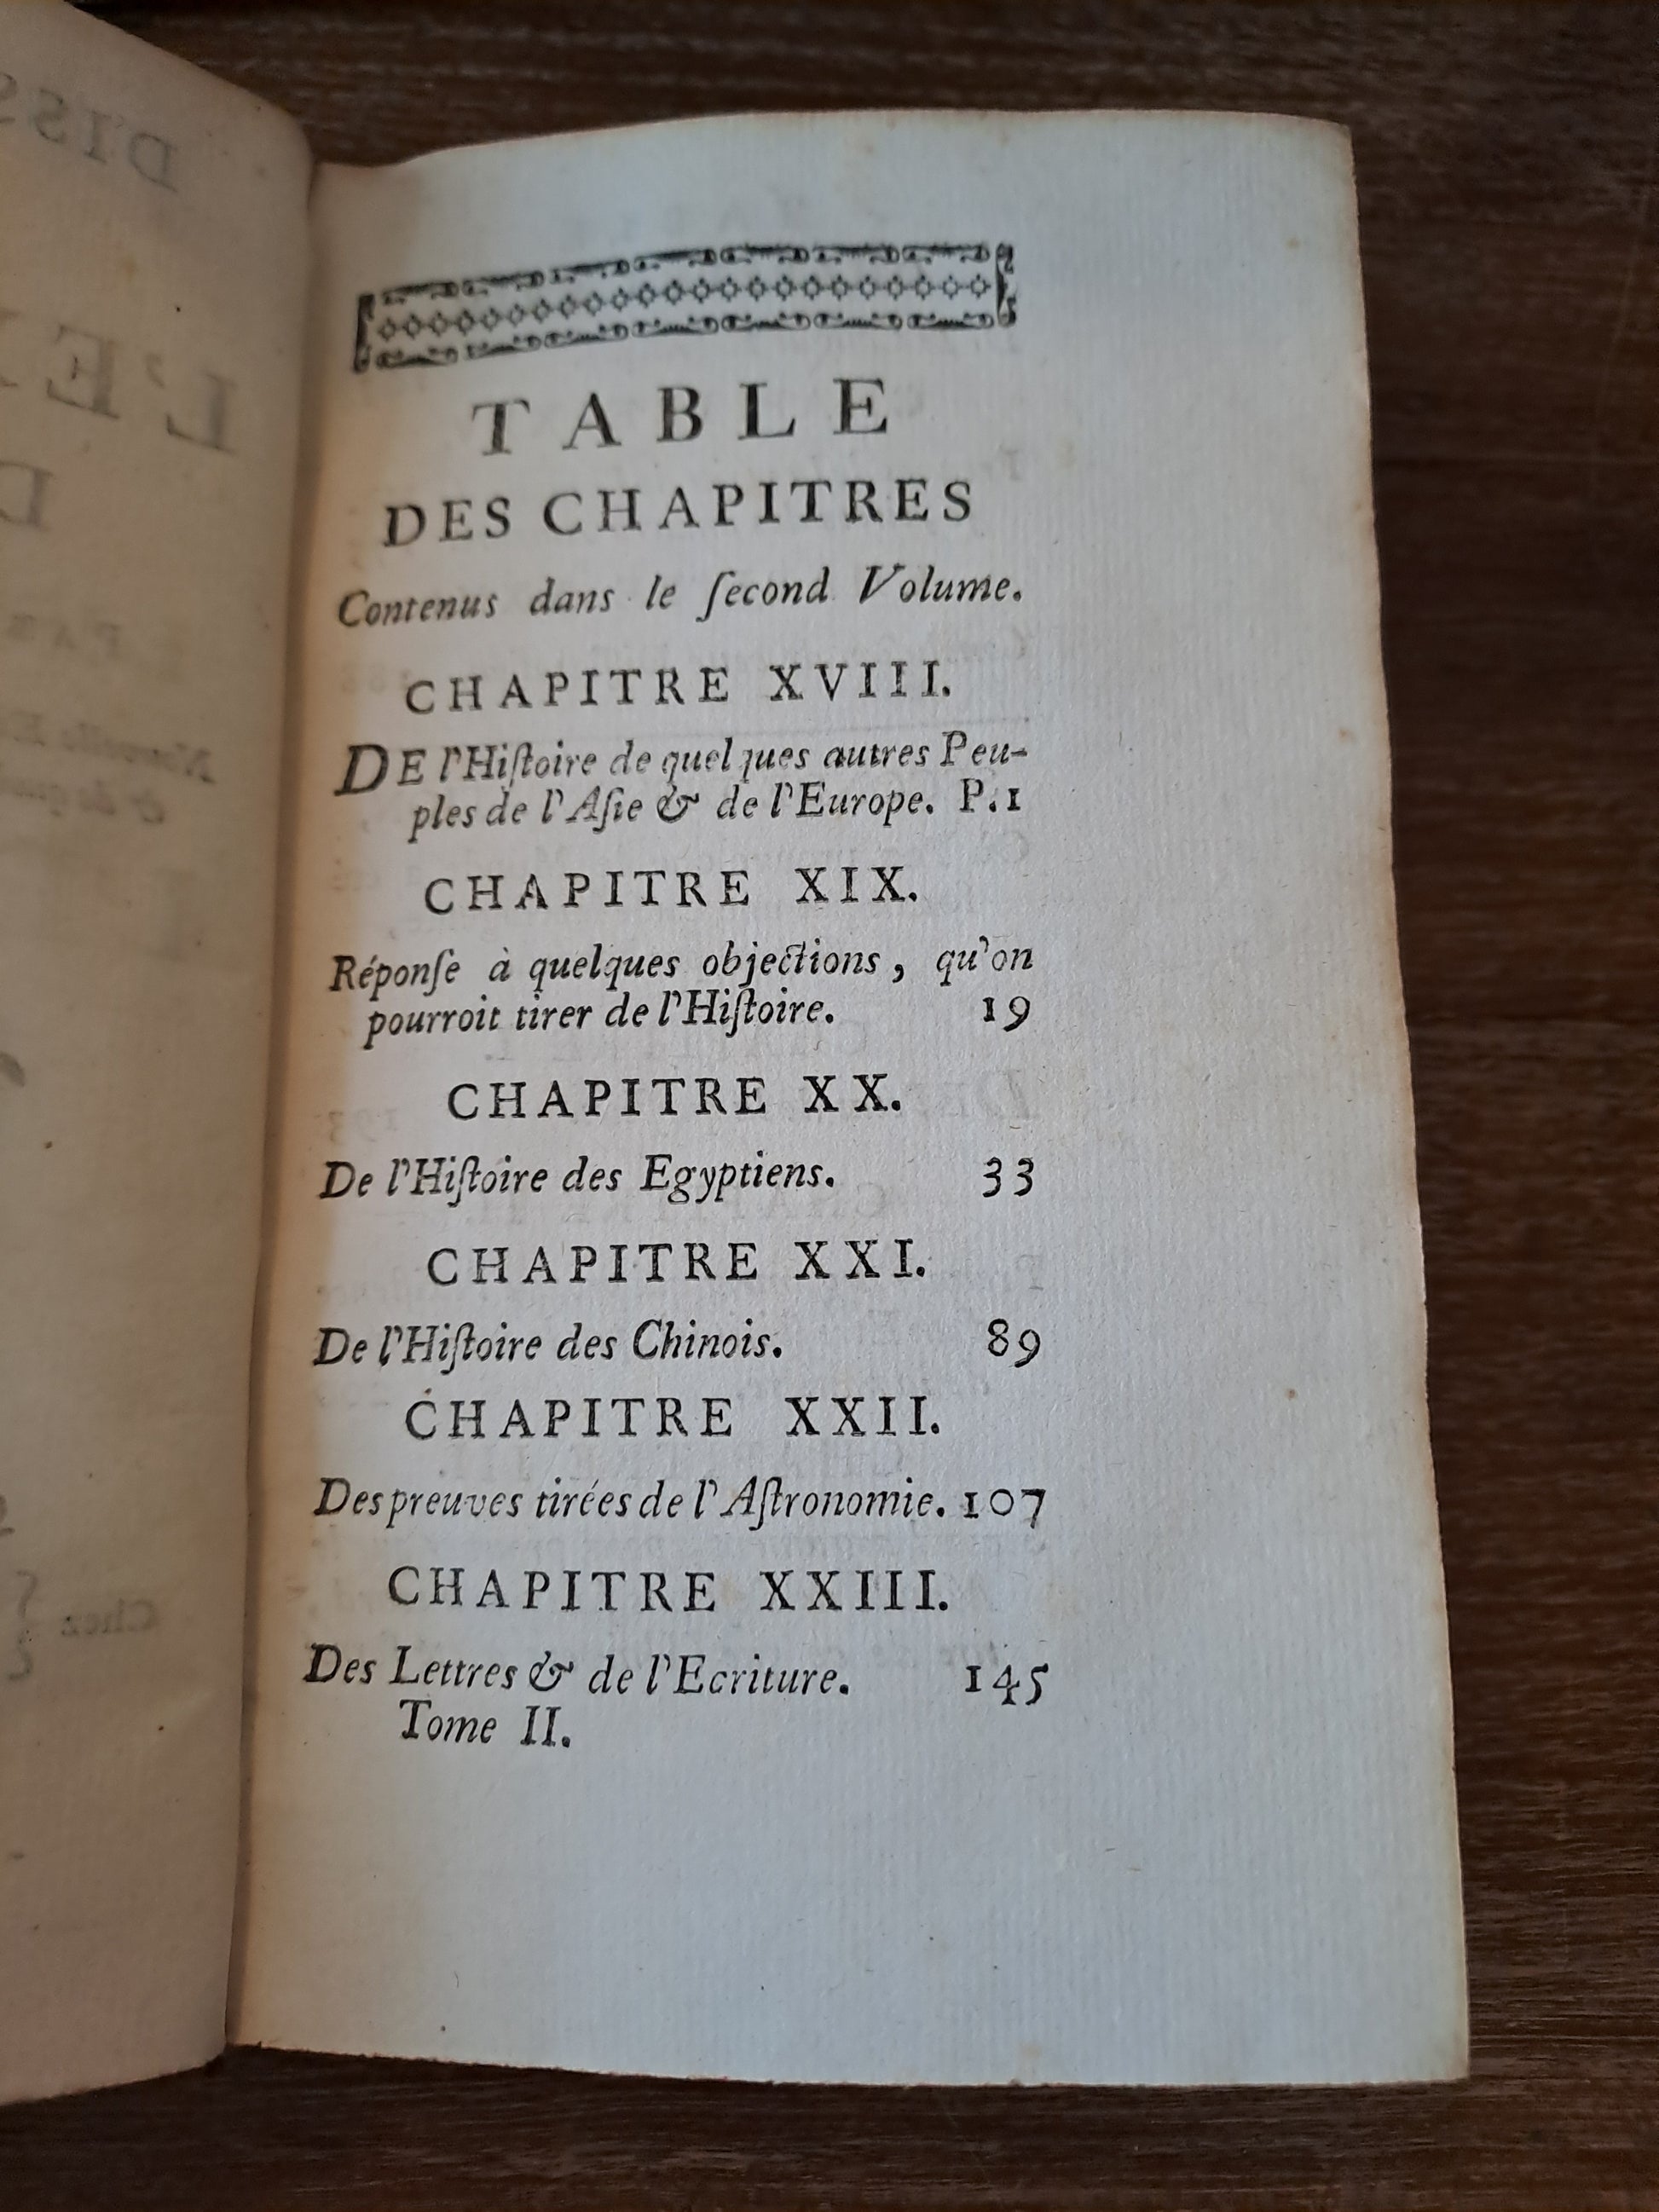 TABLE
DES CHAPITRES
Contenus dans le ſecond Volume.
CHAPITRE XVIII.
DE l'Hiſtoire de quelques autres Peu-
ples de l'Aſie & de l'Europe. P. 1
CHAPITRE XIX.
Réponſe à quelques objections, qu'on
pourroit tirer de l'Hiſtoire. 19
CHAPITRE XX.
De l'Hiſtoire des Egyptiens. 33
CHAPITRE XXI.
De l'Hiſtoire des Chinois. 89
CHAPITRE XXII.
Des preuves tirées de l'Aſtronomie. 107
CHAPITRE XXIII.
Des Lettres & de l'Ecriture. 145
Tome II.